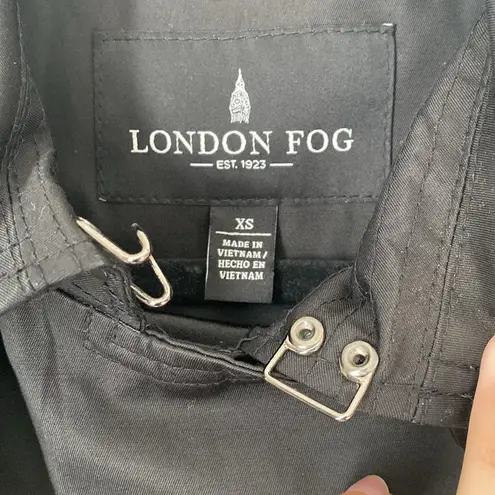 LONDON FOG
EST. 1923
XS
MADE IN
VIETNAM/
HECHO EN
VIETNAM